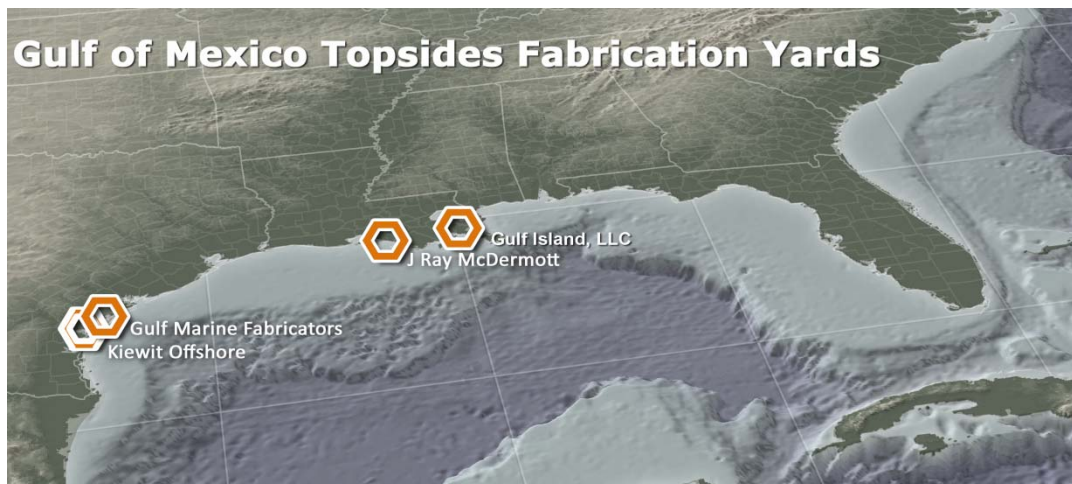 Gulf of Mexico Topsides Fabrication Yards
Gulf Island, LLC
J Ray McDermott
Gulf Marine Fabricators
Kiewit Offshore